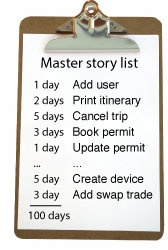 Master story list
1 day Add user
2 days Print itinerary
5 days Cancel trip
3 days Book permit
1 day Update permit
... ...
5 day Create device
3 day Add swap trade
100 days